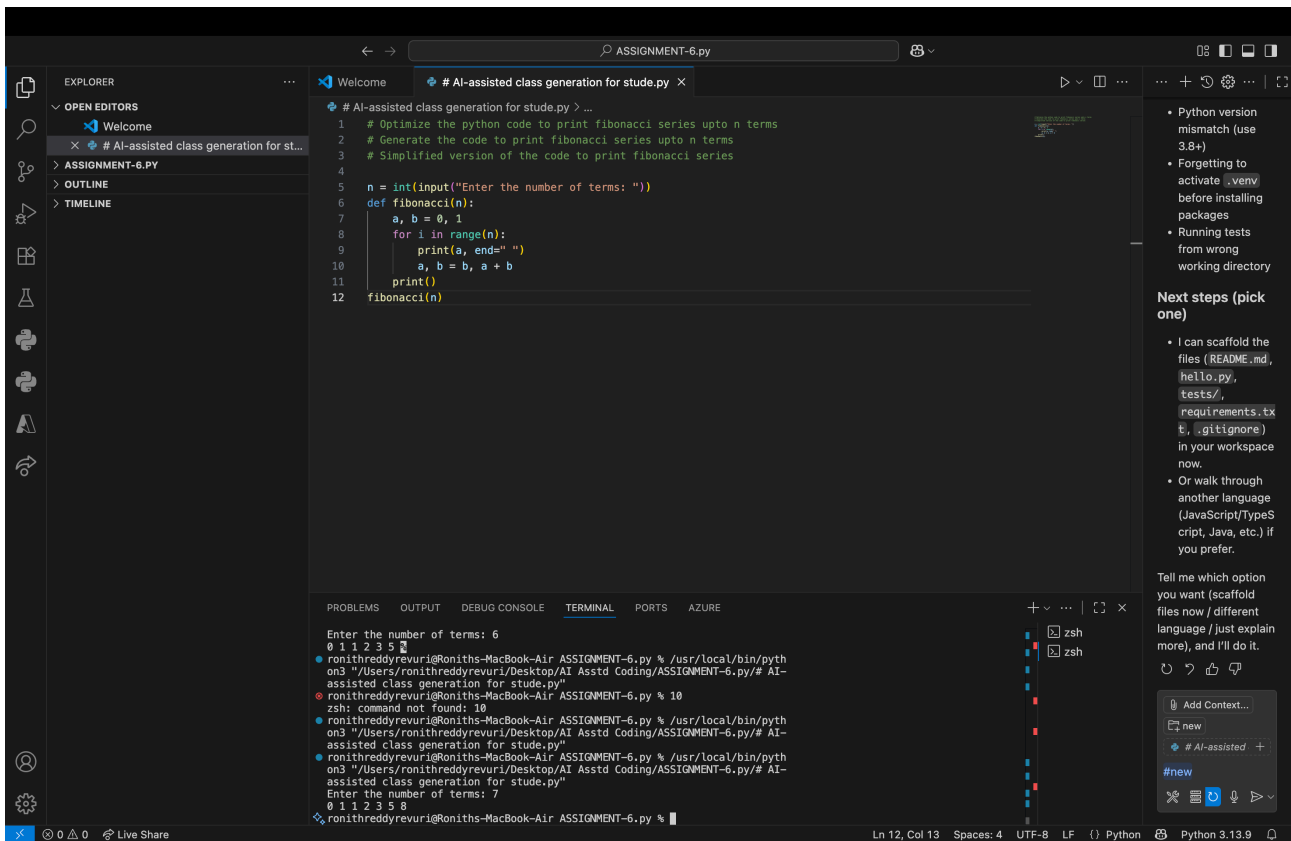 ASSIGNMENT-6.py
EXPLORER
OPEN EDITORS
Welcome
# AI-assisted class generation for st...
ASSIGNMENT-6.PY
OUTLINE
TIMELINE
Welcome
# AI-assisted class generation for stude.py
# AI-assisted class generation for stude.py > ...
1 # Optimize the python code to print fibonacci series upto n terms
2 # Generate the code to print fibonacci series upto n terms
3 # Simplified version of the code to print fibonacci series
4
5 n = int(input("Enter the number of terms: "))
6 def fibonacci(n):
7     a, b = 0, 1
8     for i in range(n):
9         print(a, end=" ")
10         a, b = b, a + b
11     print()
12 fibonacci(n)
PROBLEMS OUTPUT DEBUG CONSOLE TERMINAL PORTS AZURE
Enter the number of terms: 6
0 1 1 2 3 5 %
ronithreddyrevuri@Roniths-MacBook-Air ASSIGNMENT-6.py % /usr/local/bin/pyth
on3 "/Users/ronithreddyrevuri/Desktop/AI Asstd Coding/ASSIGNMENT-6.py/# AI-
assisted class generation for stude.py"
ronithreddyrevuri@Roniths-MacBook-Air ASSIGNMENT-6.py % 10
zsh: command not found: 10
ronithreddyrevuri@Roniths-MacBook-Air ASSIGNMENT-6.py % /usr/local/bin/pyth
on3 "/Users/ronithreddyrevuri/Desktop/AI Asstd Coding/ASSIGNMENT-6.py/# AI-
assisted class generation for stude.py"
ronithreddyrevuri@Roniths-MacBook-Air ASSIGNMENT-6.py % /usr/local/bin/pyth
on3 "/Users/ronithreddyrevuri/Desktop/AI Asstd Coding/ASSIGNMENT-6.py/# AI-
assisted class generation for stude.py"
Enter the number of terms: 7
0 1 1 2 3 5 8
ronithreddyrevuri@Roniths-MacBook-Air ASSIGNMENT-6.py %
zsh
zsh
• Python version
mismatch (use
3.8+)
• Forgetting to
activate .venv
before installing
packages
• Running tests
from wrong
working directory
Next steps (pick
one)
• I can scaffold the
files (README.md,
hello.py,
tests/,
requirements.tx
t, .gitignore)
in your workspace
now.
• Or walk through
another language
(JavaScript/TypeS
cript, Java, etc.) if
you prefer.
Tell me which option
you want (scaffold
files now / different
language / just explain
more), and I'll do it.
Add Context...
new
# AI-assisted +
#new
0 0 Live Share
Ln 12, Col 13 Spaces: 4 UTF-8 LF {} Python Python 3.13.9